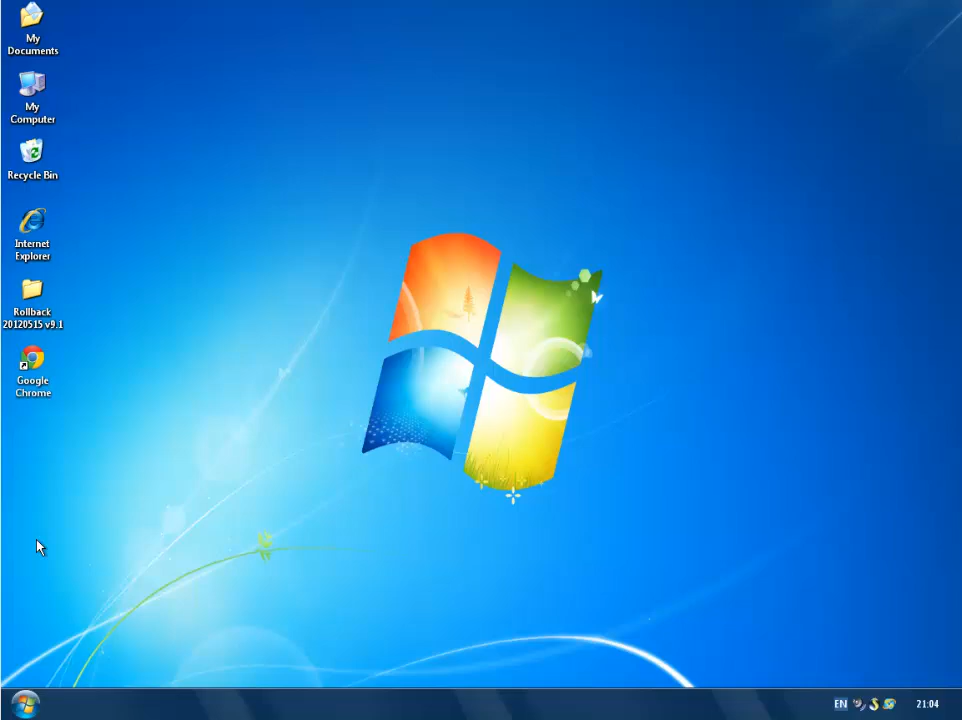 My
Documents
My
Computer
Recycle Bin
Internet
Explorer
Rollback
20120515 v9.1
Google
Chrome
EN
21:04